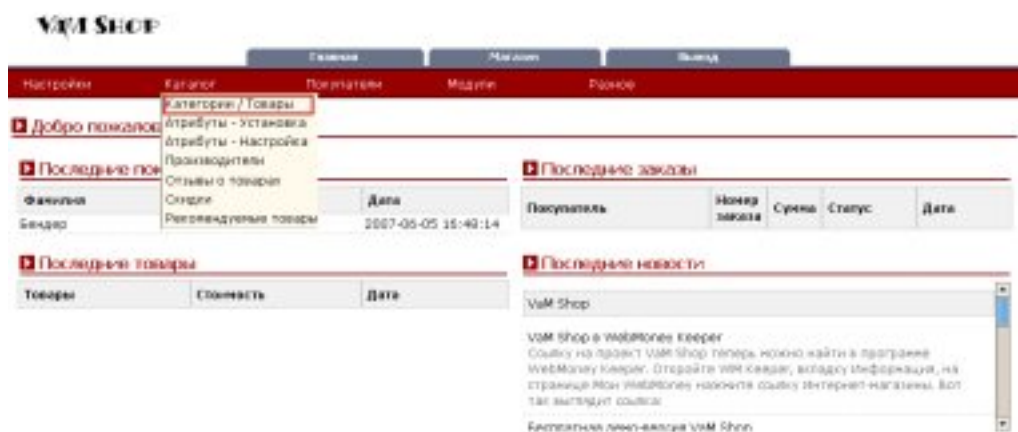 VaM Shop
Главная Магазин Выход
Настройки Каталог Покупатели Модули Разное
Категории / Товары
Атрибуты - Установка
Атрибуты - Настройка
Производители
Отзывы о товарах
Скидки
Рекомендуемые товары
Добро пожалов
Последние пок
Фамилия Дата
Бендер 2007-06-05 16:48:14
Последние заказы
Покупатель Номер заказа Сумма Статус Дата
Последние товары
Товары Стоимость Дата
Последние новости
VaM Shop
VaM Shop в WebMoney Keeper
Ссылку на проект VaM Shop теперь можно найти в программе
WebMoney Keeper. Откройте WM Keeper, вкладку Информация, на
странице Мои WebMoney нажмите ссылку Интернет-магазины. Вот
так выглядит ссылка:
Бесплатная демо-версия VaM Shop